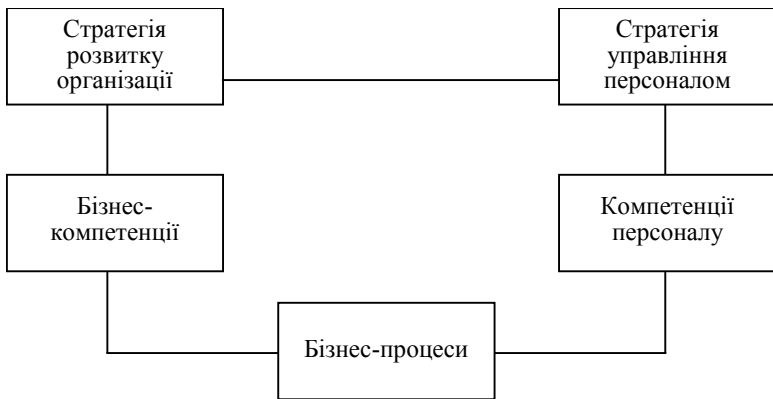 Стратегія
розвитку
організації
Стратегія
управління
персоналом
Бізнес-
компетенції
Компетенції
персоналу
Бізнес-процеси